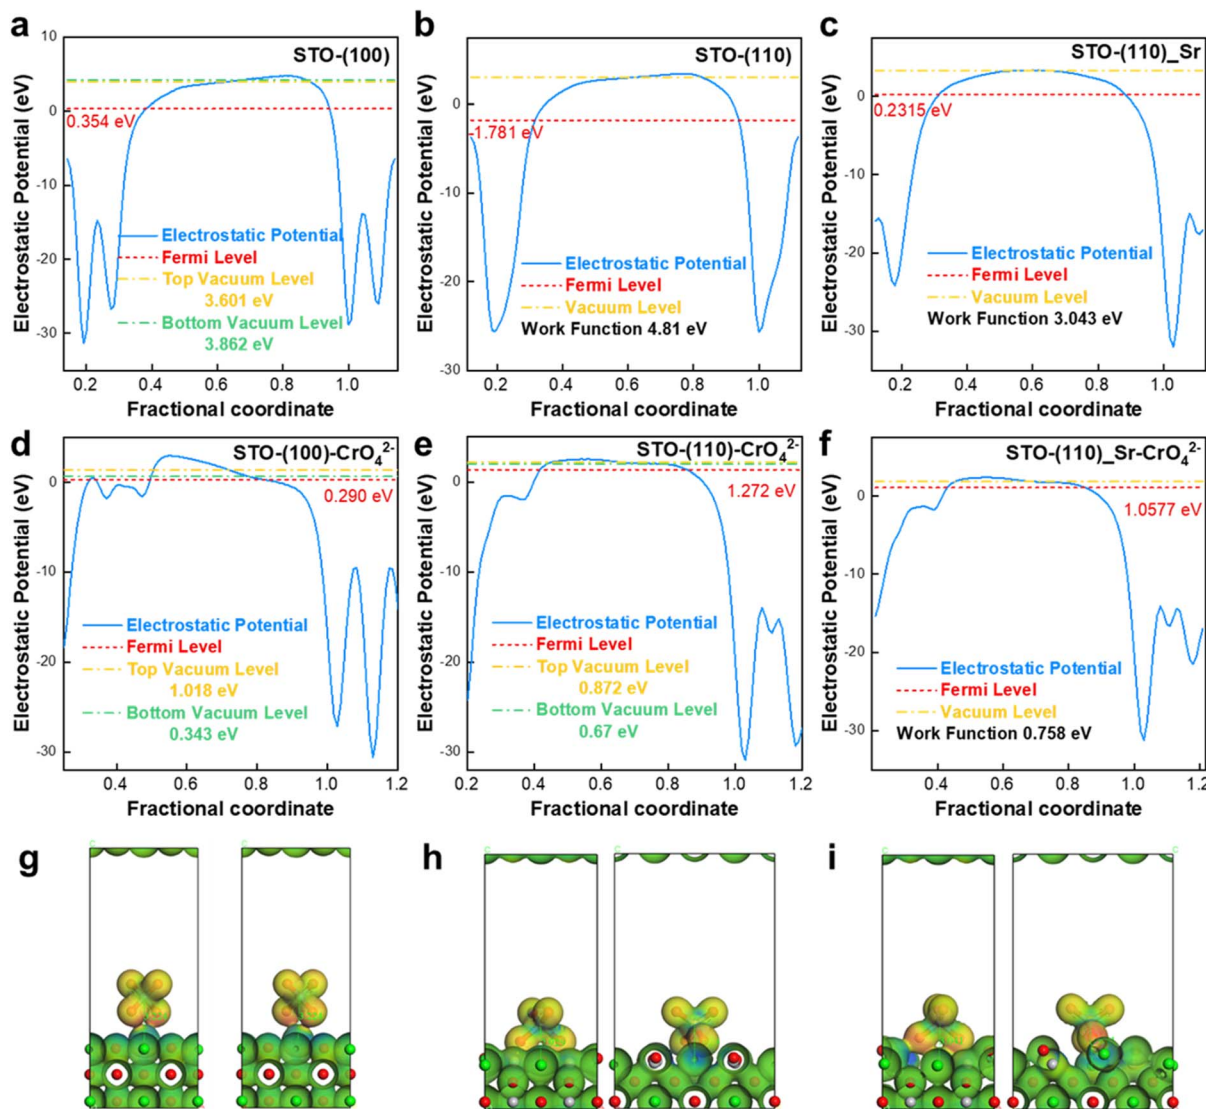 a
STO-(100)
Electrostatic Potential (eV)
10
0
-10
-20
-30
0.354 eV
Electrostatic Potential
Fermi Level
Top Vacuum Level
3.601 eV
Bottom Vacuum Level
3.862 eV
0.2 0.4 0.6 0.8 1.0
Fractional coordinate
b
STO-(110)
Electrostatic Potential (eV)
0
-10
-20
-30
-1.781 eV
Electrostatic Potential
Fermi Level
Vacuum Level
Work Function 4.81 eV
0.2 0.4 0.6 0.8 1.0
Fractional coordinate
c
STO-(110)_Sr
Electrostatic Potential (eV)
0
-10
-20
-30
0.2315 eV
Electrostatic Potential
Fermi Level
Vacuum Level
Work Function 3.043 eV
0.2 0.4 0.6 0.8 1.0
Fractional coordinate
d
STO-(100)-CrO₄²⁻
Electrostatic Potential (eV)
0
-10
-20
-30
0.290 eV
Electrostatic Potential
Fermi Level
Top Vacuum Level
1.018 eV
Bottom Vacuum Level
0.343 eV
0.4 0.6 0.8 1.0 1.2
Fractional coordinate
e
STO-(110)-CrO₄²⁻
Electrostatic Potential (eV)
0
-10
-20
-30
1.272 eV
Electrostatic Potential
Fermi Level
Top Vacuum Level
0.872 eV
Bottom Vacuum Level
0.67 eV
0.2 0.4 0.6 0.8 1.0 1.2
Fractional coordinate
f
STO-(110)_Sr-CrO₄²⁻
Electrostatic Potential (eV)
0
-10
-20
-30
1.0577 eV
Electrostatic Potential
Fermi Level
Vacuum Level
Work Function 0.758 eV
0.4 0.6 0.8 1.0 1.2
Fractional coordinate
g
h
i